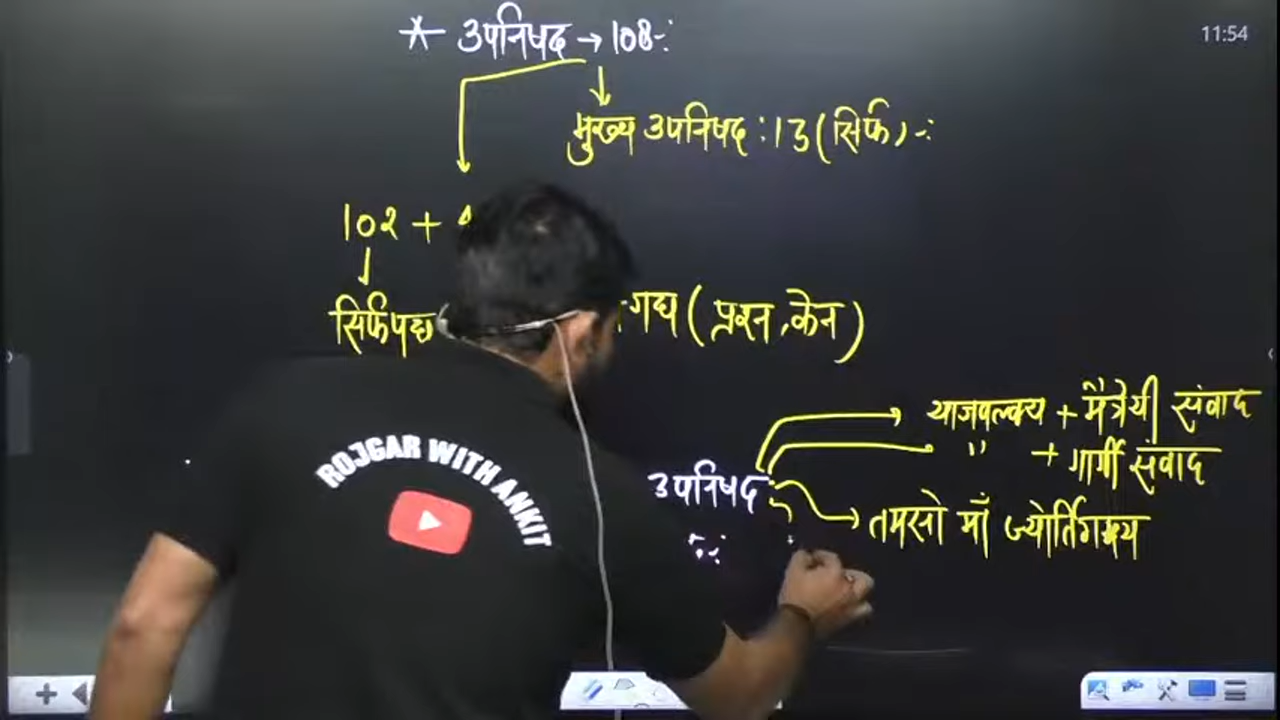 ★ उपनिषद → 108 -:
11:54
मुख्य उपनिषद : 13 (सिर्फ) -:
102 +
सिर्फ पद्य
गद्य (प्रश्न, केन)
याज्ञवल्क्य + मैत्रेयी संवाद
" + गार्गी संवाद
उपनिषद
तमसो माँ ज्योर्तिगमय
ROJGAR WITH ANKIT